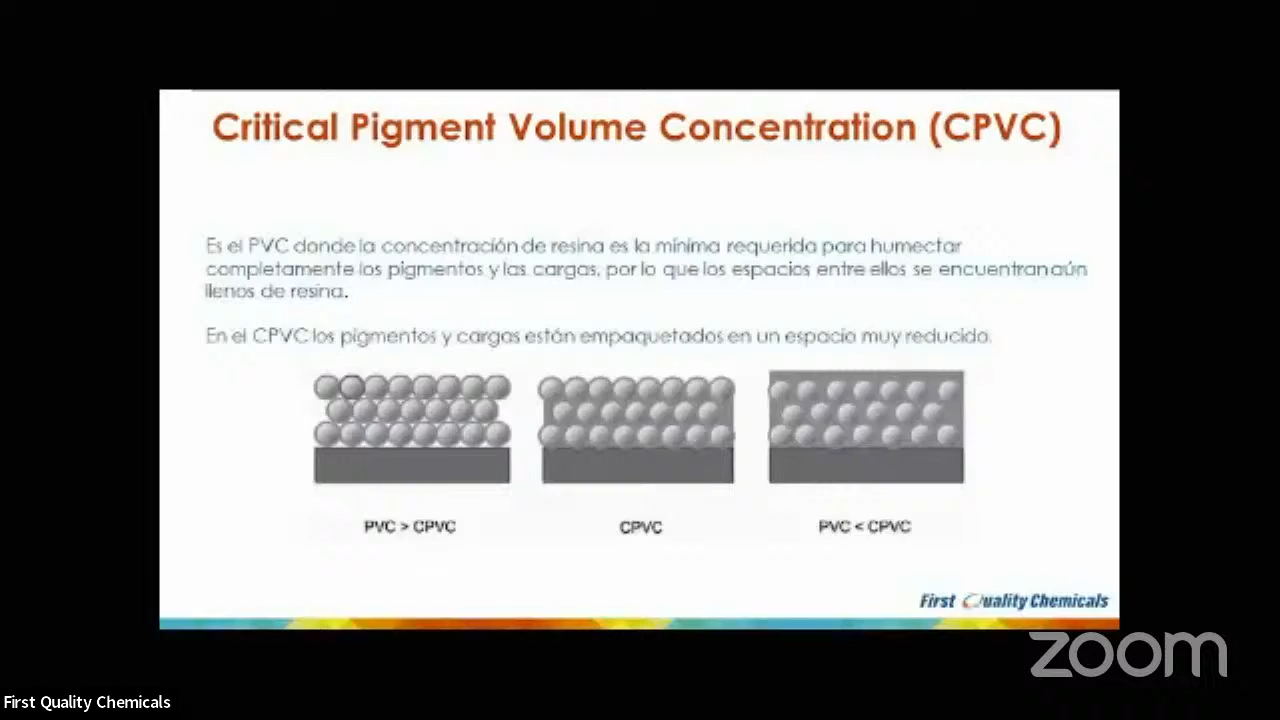 Critical Pigment Volume Concentration (CPVC)
Es el PVC donde la concentración de resina es la mínima requerida para humectar
completamente los pigmentos y las cargas, por lo que los espacios entre ellos se encuentran aún
llenos de resina.
En el CPVC los pigmentos y cargas están empaquetados en un espacio muy reducido.
PVC > CPVC
CPVC
PVC < CPVC
First Quality Chemicals
zoom
First Quality Chemicals